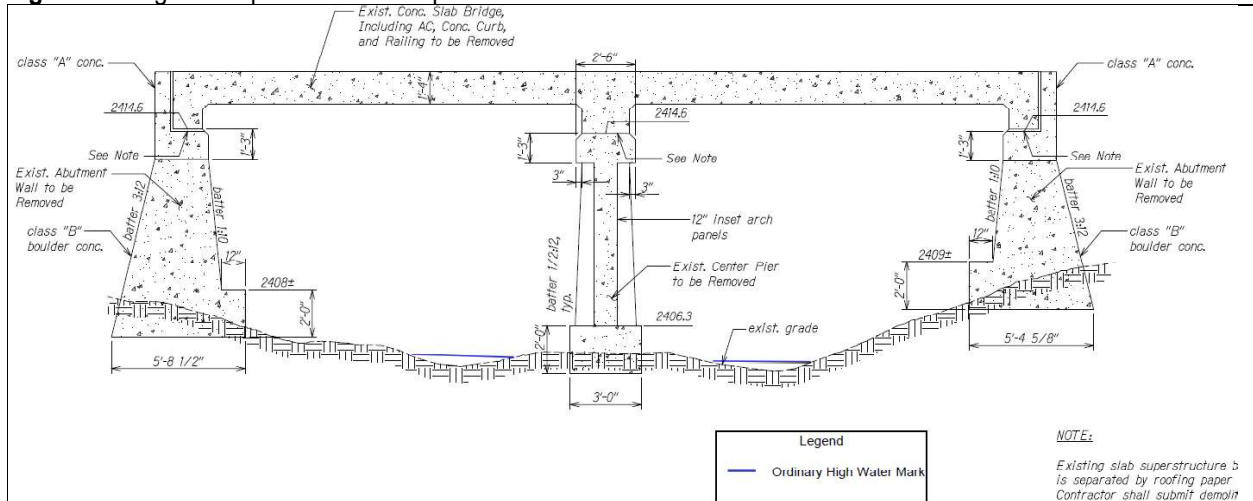 Exist. Conc. Slab Bridge,
Including AC, Conc. Curb,
and Railing to be Removed
class "A" conc.
2'-6"
class "A" conc.
1'-4"
2414.6
2414.6
2414.6
1'-3"
1'-3"
1'-3"
See Note
See Note
See Note
Exist. Abutment
Wall to be
Removed
3"
3"
Exist. Abutment
Wall to be
Removed
batter 3:12
batter 1:10
batter 1:10
batter 3:12
12" inset arch
panels
class "B"
boulder conc.
class "B"
boulder conc.
12"
12"
batter 1/2:12,
typ.
Exist. Center Pier
to be Removed
2408±
2409±
2'-0"
2'-0"
2406.3
2'-0"
exist. grade
5'-8 1/2"
5'-4 5/8"
3'-0"
Legend
Ordinary High Water Mark
NOTE:
Existing slab superstructure
is separated by roofing paper
Contractor shall submit